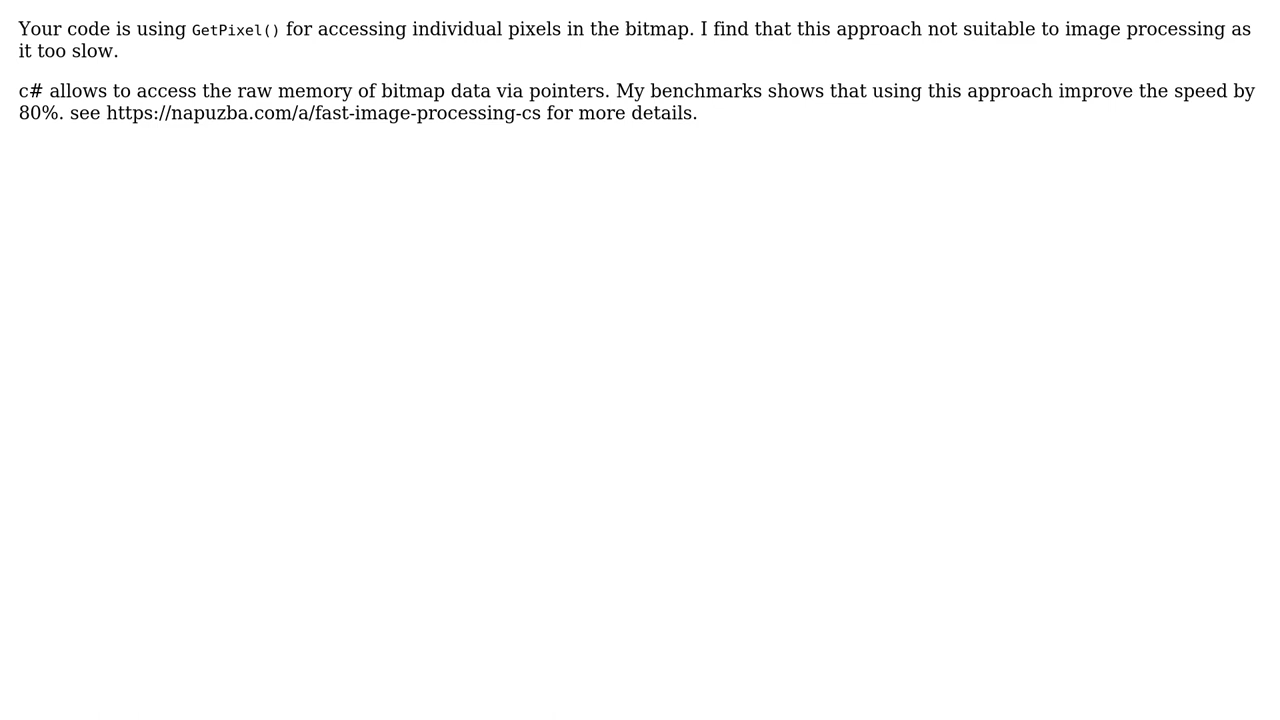 Your code is using GetPixel() for accessing individual pixels in the bitmap. I find that this approach not suitable to image processing as
it too slow.
c# allows to access the raw memory of bitmap data via pointers. My benchmarks shows that using this approach improve the speed by
80%. see https://napuzba.com/a/fast-image-processing-cs for more details.